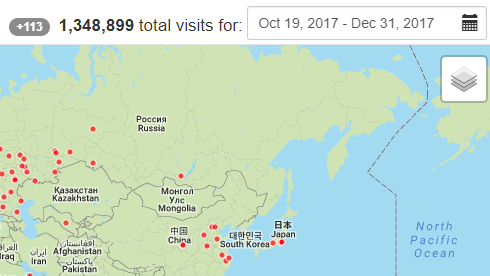 +113 1,348,899 total visits for: Oct 19, 2017 - Dec 31, 2017
Россия
Russia
Қазақстан
Kazakhstan
Монгол
Улс
Mongolia
中国
China
대한민국
South Korea
日本
Japan
North
Pacific
Ocean
ایران
Iran
افغانستان
Afghanistan
پاکستان
Pakistan